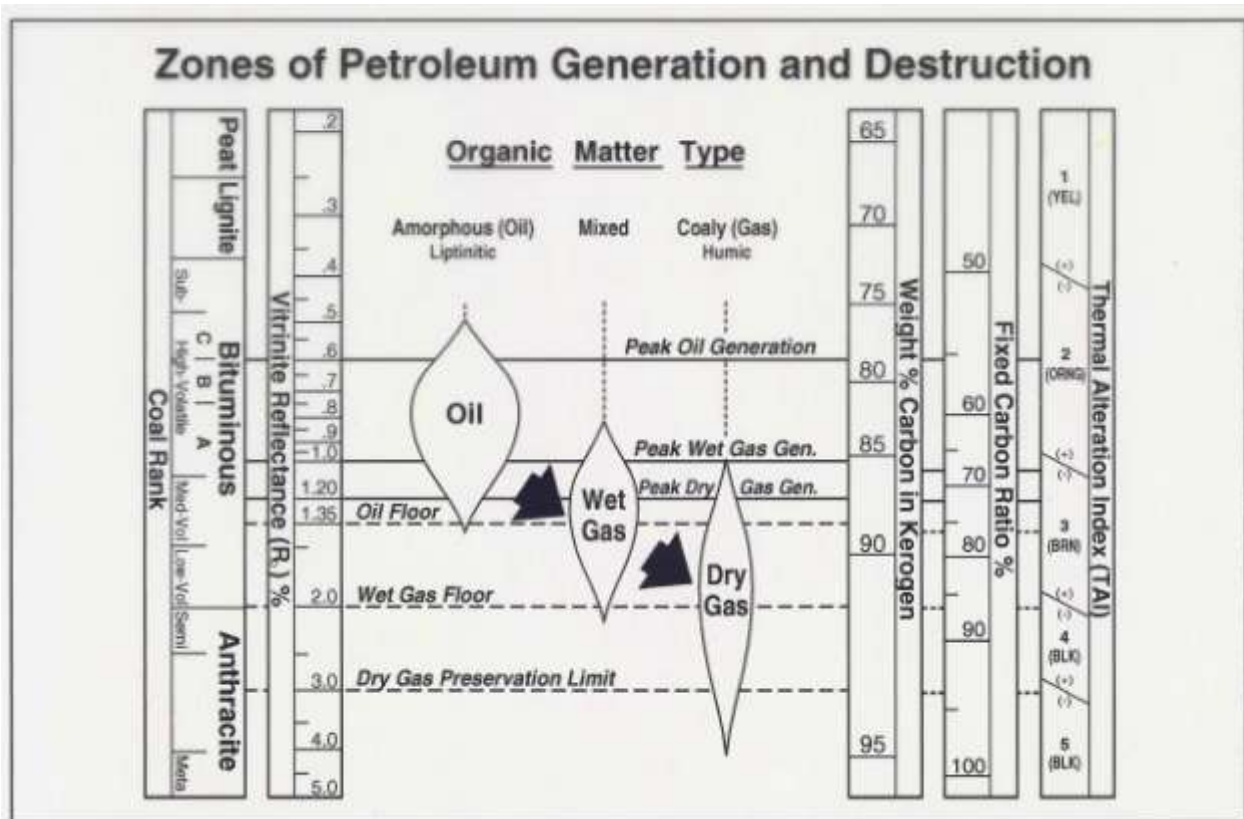 Zones of Petroleum Generation and Destruction
Coal Rank
Peat
Lignite
Sub-
Bituminous
High-Volatile
C | B | A
Med-Vol
Low-Vol
Semi
Anthracite
Meta
Vitrinite Reflectance (R.) %
.2
.3
.4
.5
.6
.7
.8
.9
1.0
1.20
1.35
2.0
3.0
4.0
5.0
Organic Matter Type
Amorphous (Oil) Mixed Coaly (Gas)
Liptinitic Humic
Peak Oil Generation
Oil
Peak Wet Gas Gen.
Peak Dry Gas Gen.
Oil Floor
Wet
Gas
Dry
Gas
Wet Gas Floor
Dry Gas Preservation Limit
65
70
75
80
85
90
95
Weight % Carbon in Kerogen
50
60
70
80
90
100
Fixed Carbon Ratio %
1
(YEL)
(+)
(-)
2
(ORNG)
(+)
(-)
3
(BRN)
(+)
(-)
4
(BLK)
(+)
(-)
5
(BLK)
Thermal Alteration Index (TAI)